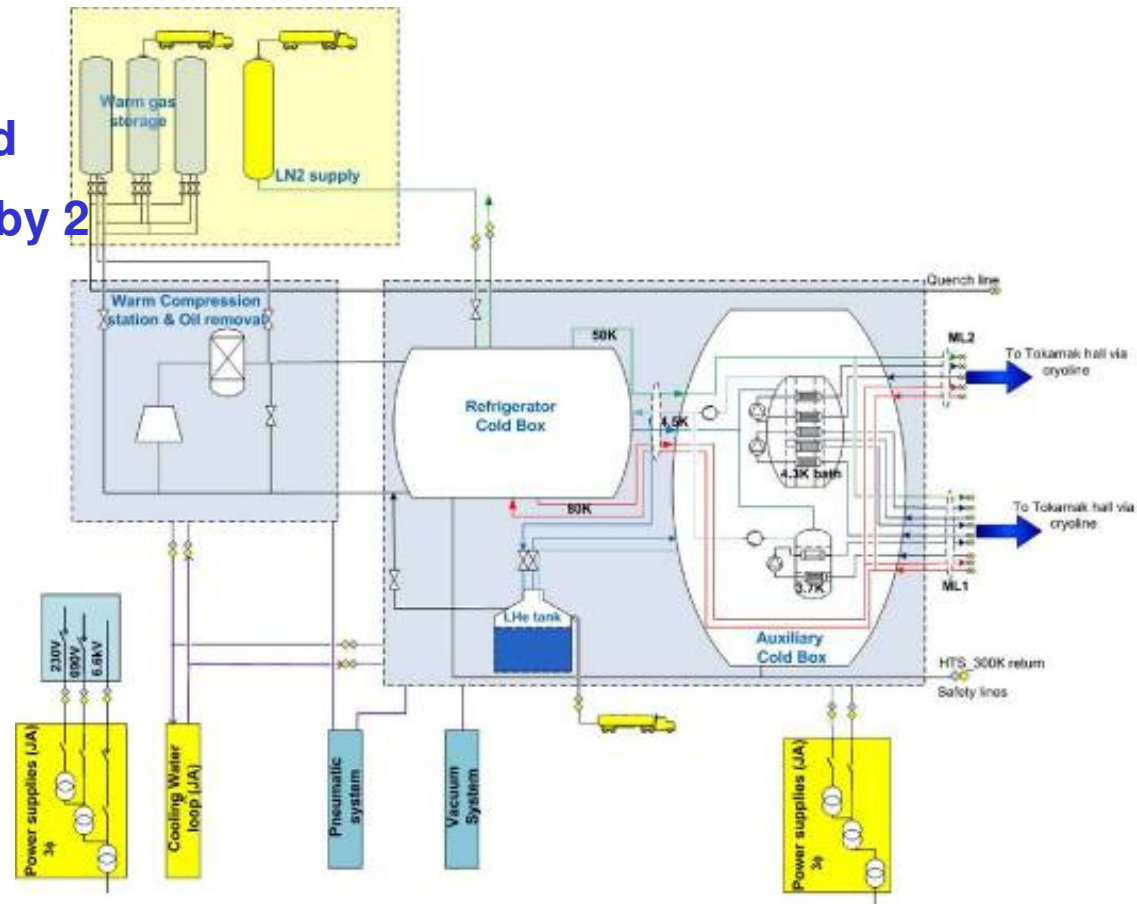 d
by 2
Warm gas
storage
LN2 supply
Warm Compression
station & Oil removal
Quench line
50K
ML2
To Tokamak hall via
cryoline
Refrigerator
Cold Box
4.5K
4.3K bath
80K
To Tokamak hall via
cryoline
3.7K
ML1
LHe tank
Auxiliary
Cold Box
HTS_300K return
Safety lines
230V
690V
6.6kV
Power supplies (JA)
3ϕ
Cooling Water
loop (JA)
Pneumatic
system
Vacuum
System
Power supplies (JA)
3ϕ